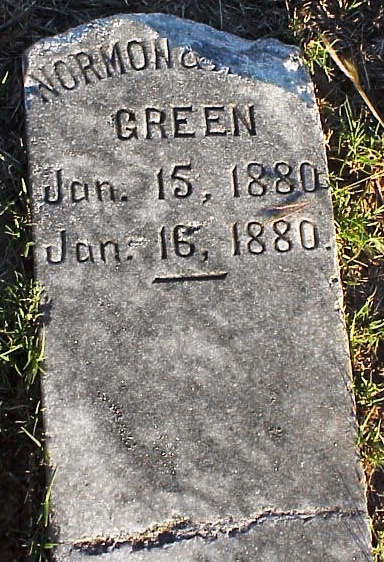 NORMON &
GREEN
Jan. 15, 1880
Jan. 16, 1880.